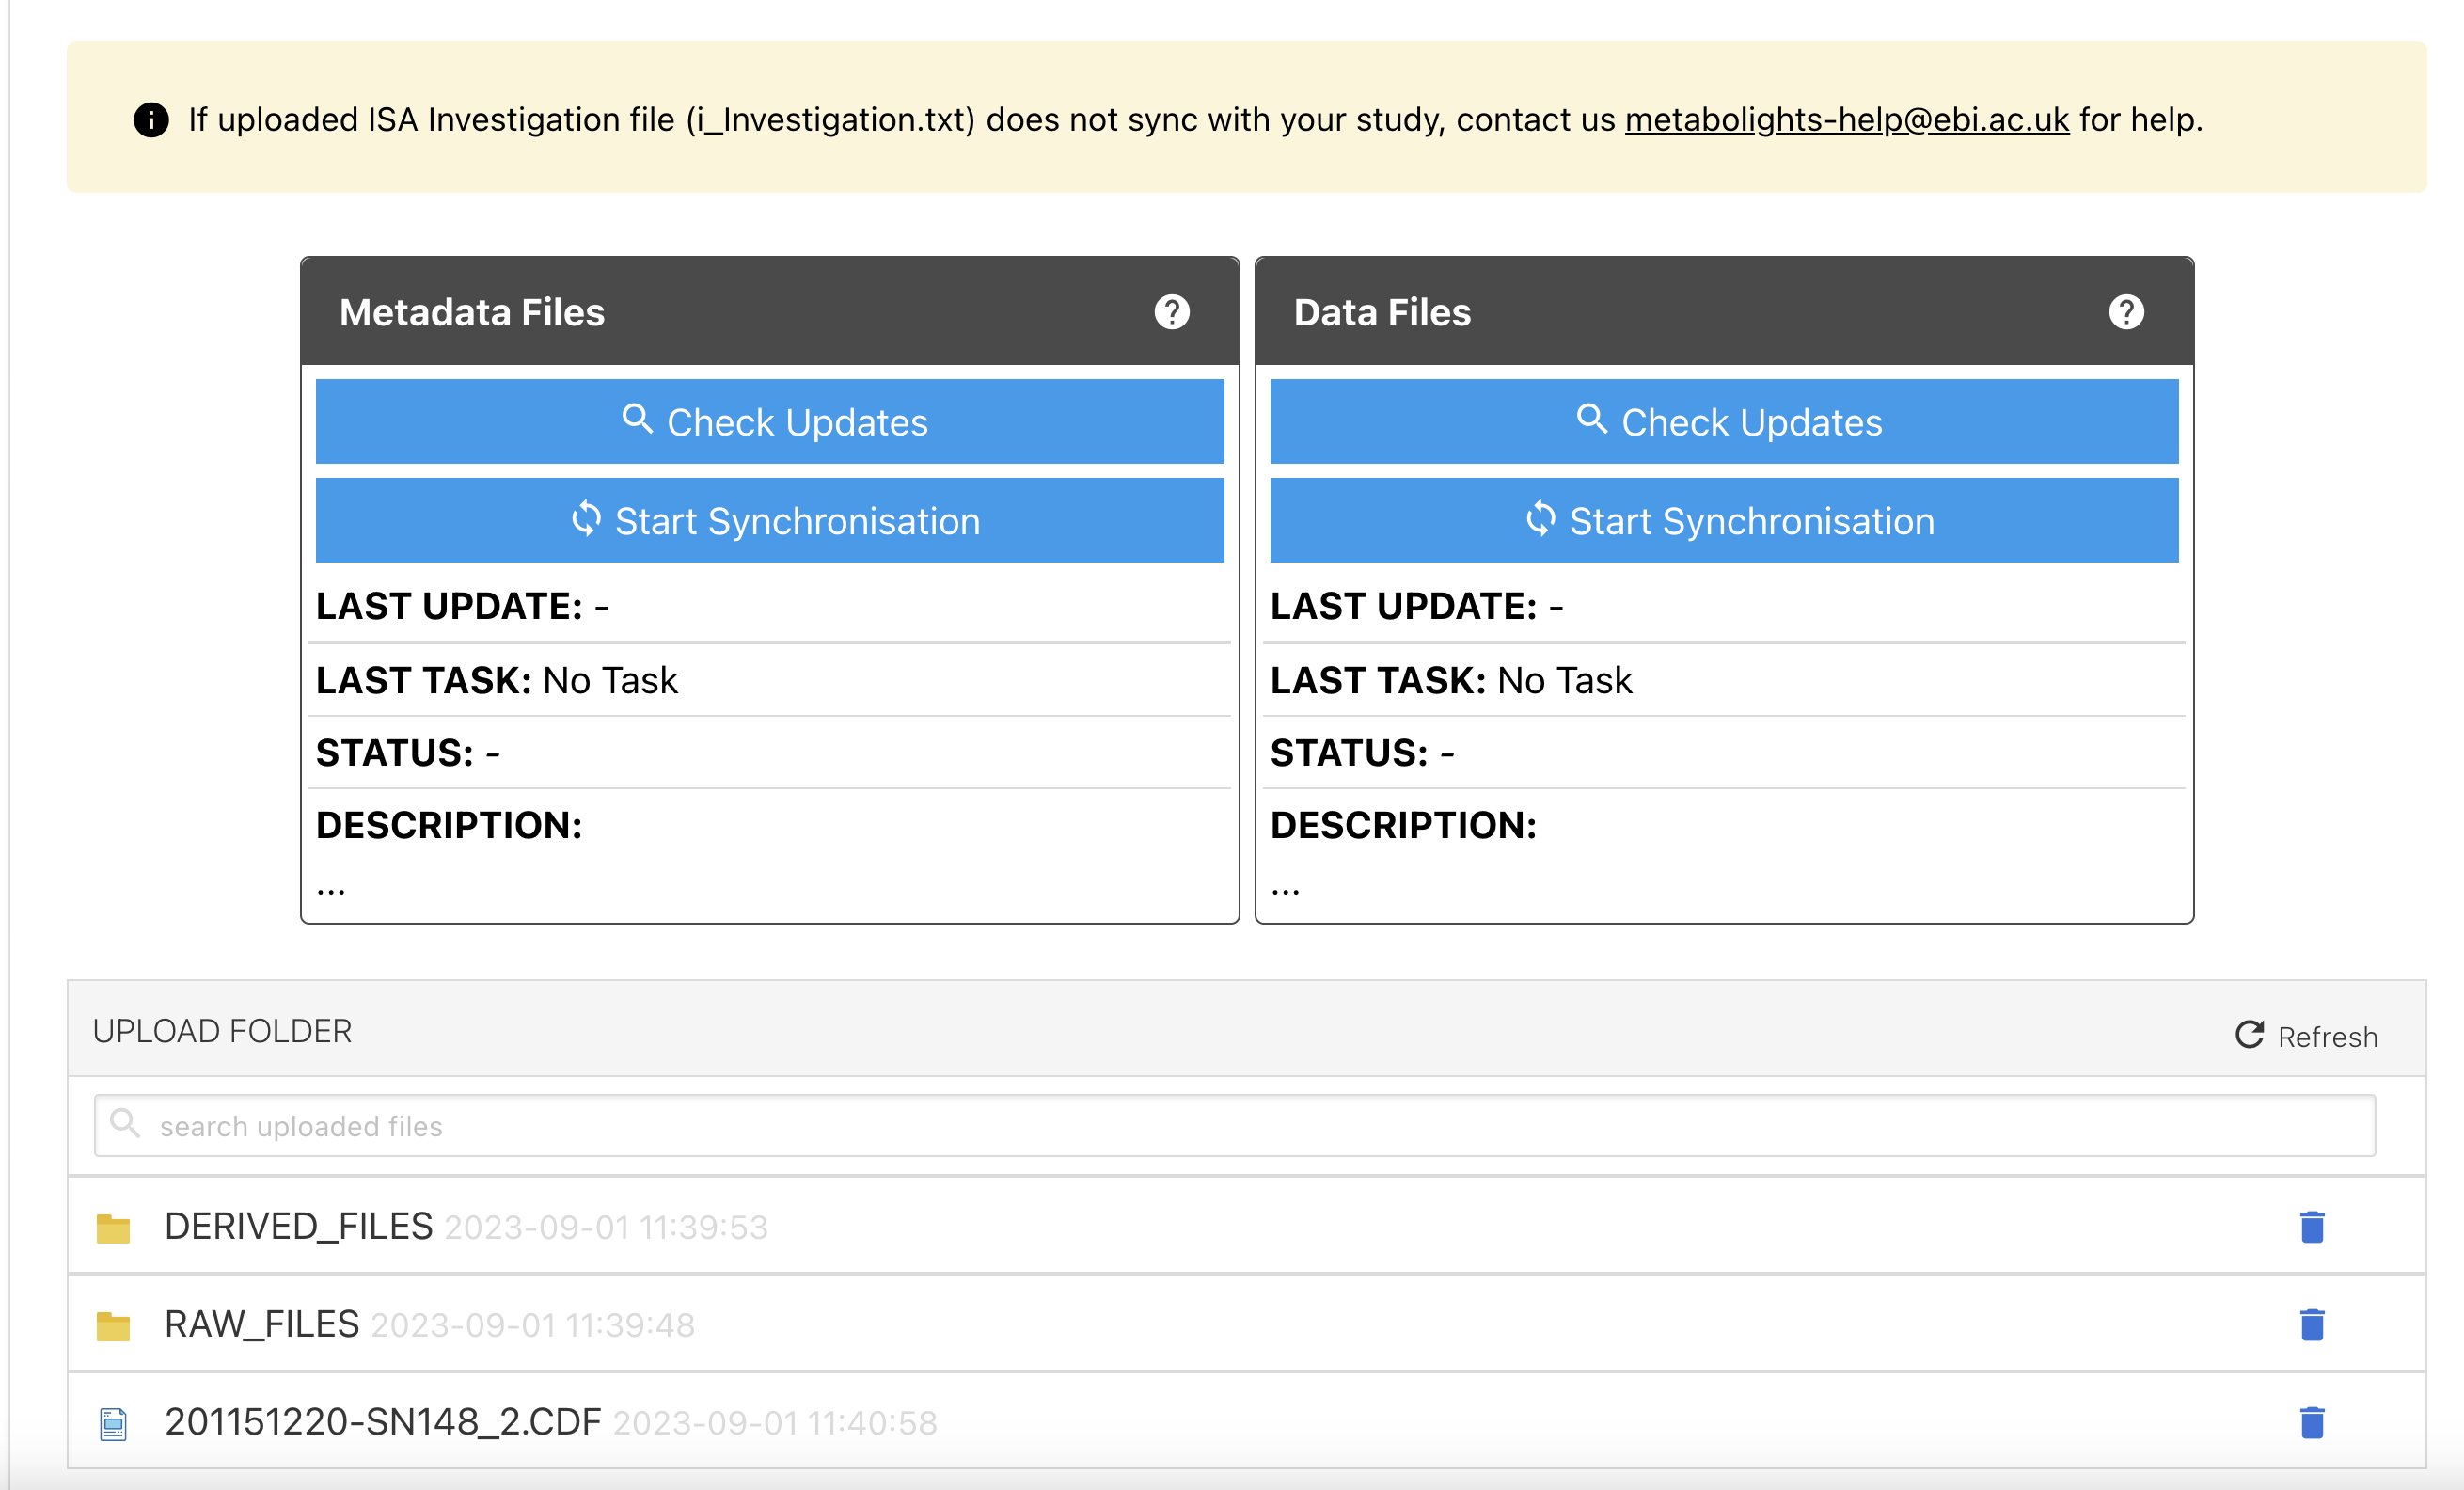 If uploaded ISA Investigation file (i_Investigation.txt) does not sync with your study, contact us metabolights-help@ebi.ac.uk for help.
Metadata Files
Check Updates
Start Synchronisation
LAST UPDATE: -
LAST TASK: No Task
STATUS: -
DESCRIPTION:
...
Data Files
Check Updates
Start Synchronisation
LAST UPDATE: -
LAST TASK: No Task
STATUS: -
DESCRIPTION:
...
UPLOAD FOLDER
Refresh
search uploaded files
DERIVED_FILES 2023-09-01 11:39:53
RAW_FILES 2023-09-01 11:39:48
201151220-SN148_2.CDF 2023-09-01 11:40:58